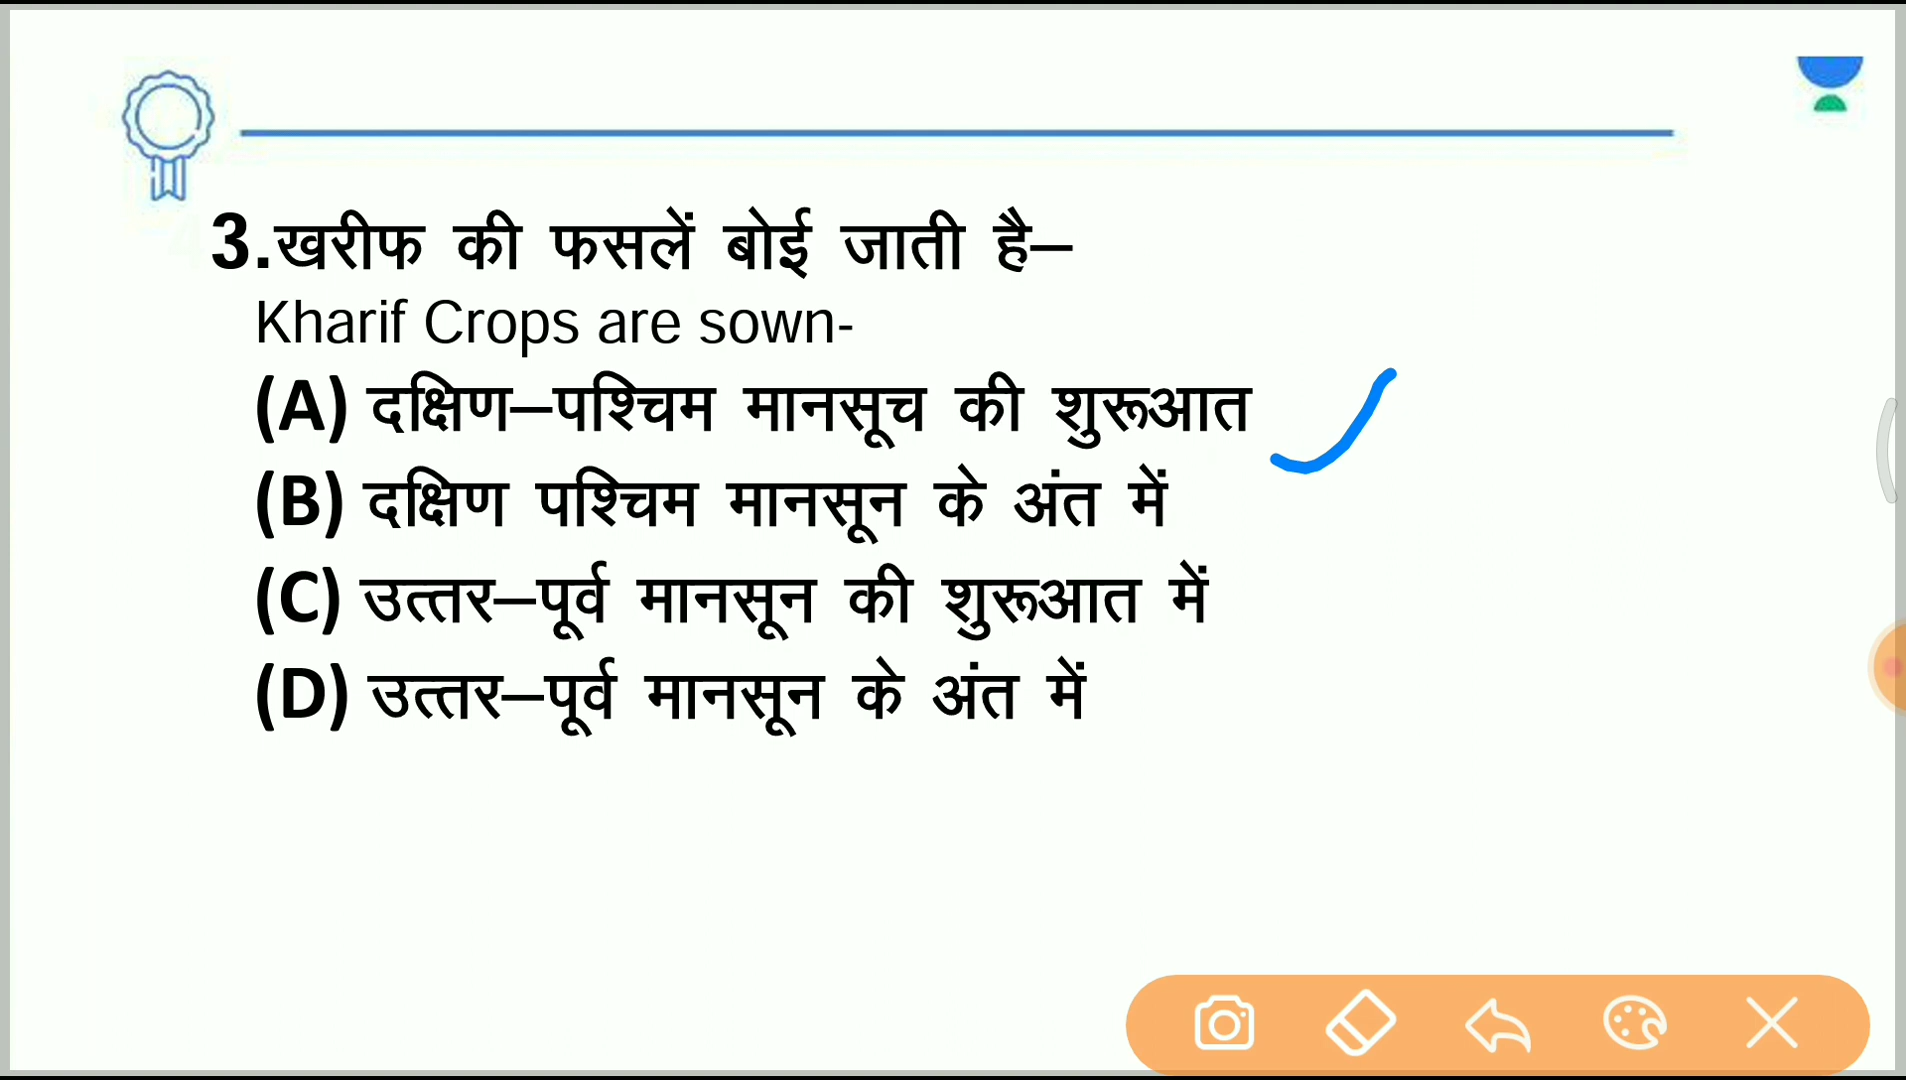 3.खरीफ की फसलें बोई जाती है–
Kharif Crops are sown-
(A) दक्षिण–पश्चिम मानसूच की शुरूआत
(B) दक्षिण पश्चिम मानसून के अंत में
(C) उत्तर–पूर्व मानसून की शुरूआत में
(D) उत्तर–पूर्व मानसून के अंत में